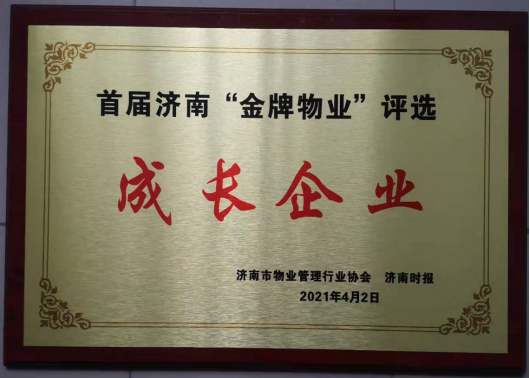 首届济南“金牌物业”评选
成长企业
济南市物业管理行业协会 济南时报
2021年4月2日